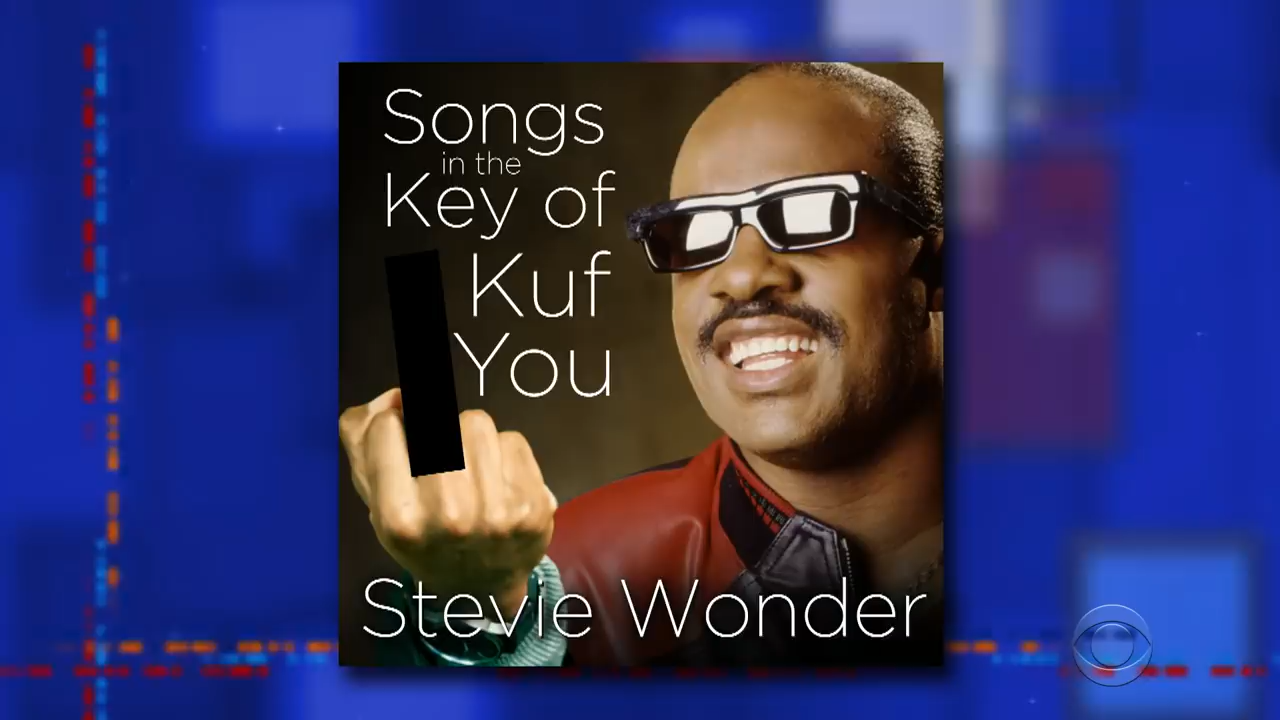 Songs
in the
Key of
Kuf
You
Stevie Wonder